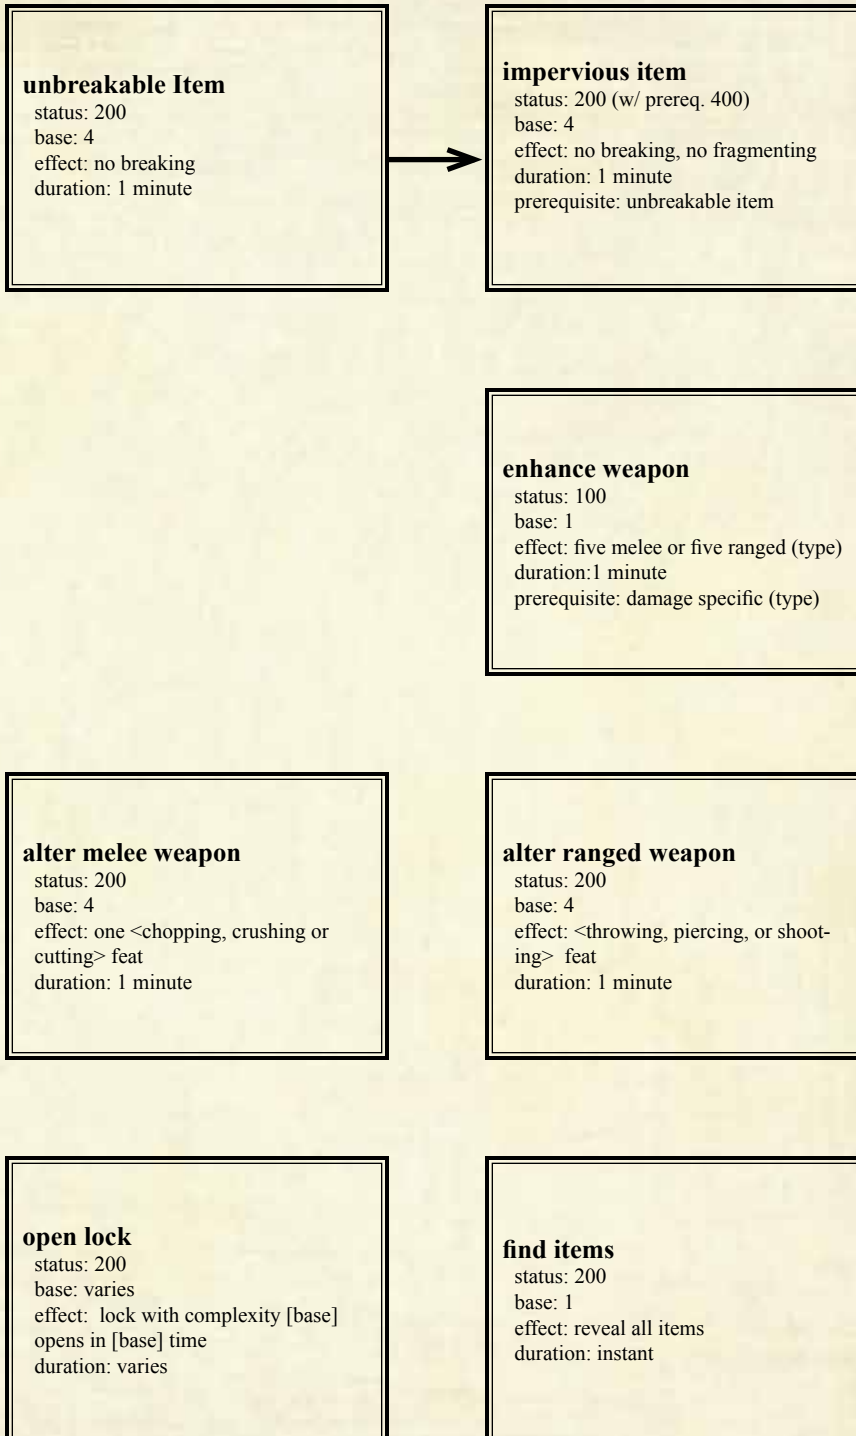 unbreakable Item
status: 200
base: 4
effect: no breaking
duration: 1 minute
impervious item
status: 200 (w/ prereq. 400)
base: 4
effect: no breaking, no fragmenting
duration: 1 minute
prerequisite: unbreakable item
enhance weapon
status: 100
base: 1
effect: five melee or five ranged (type)
duration:1 minute
prerequisite: damage specific (type)
alter melee weapon
status: 200
base: 4
effect: one <chopping, crushing or
cutting> feat
duration: 1 minute
alter ranged weapon
status: 200
base: 4
effect: <throwing, piercing, or shoot-
ing>  feat
duration: 1 minute
open lock
status: 200
base: varies
effect:  lock with complexity [base]
opens in [base] time
duration: varies
find items
status: 200
base: 1
effect: reveal all items
duration: instant